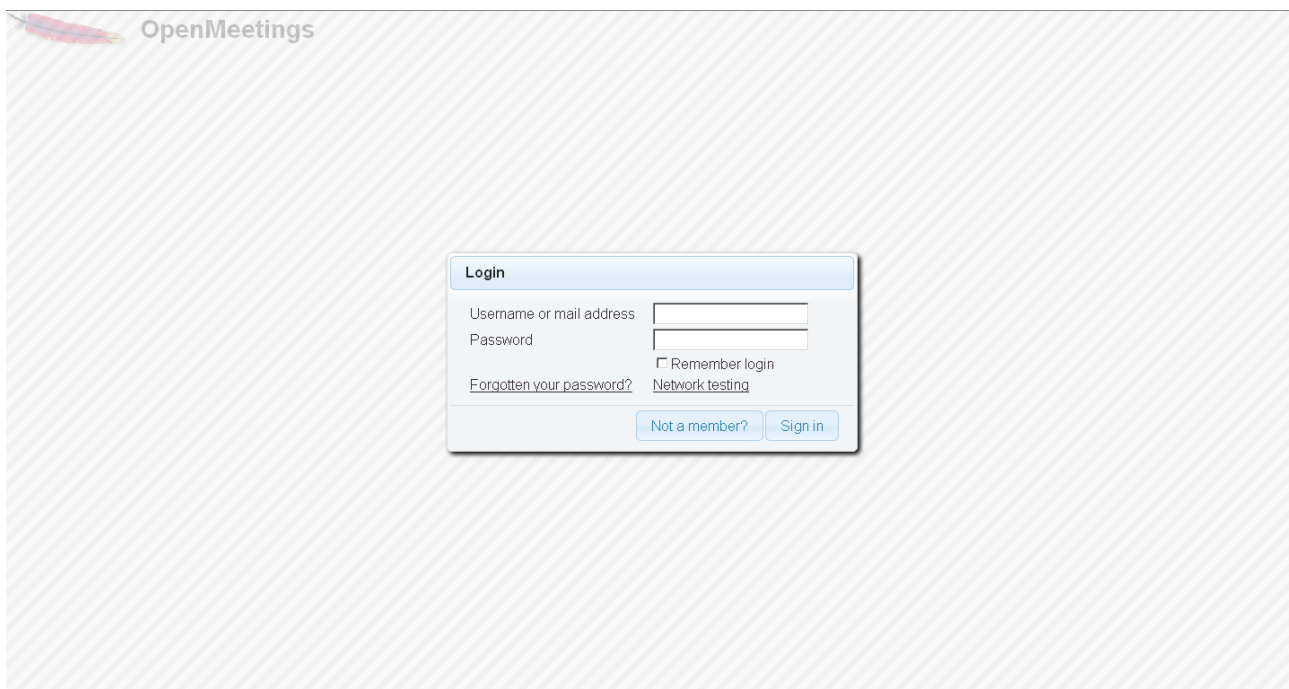 OpenMeetings
Login
Username or mail address
Password
Remember login
Forgotten your password? Network testing
Not a member? Sign in